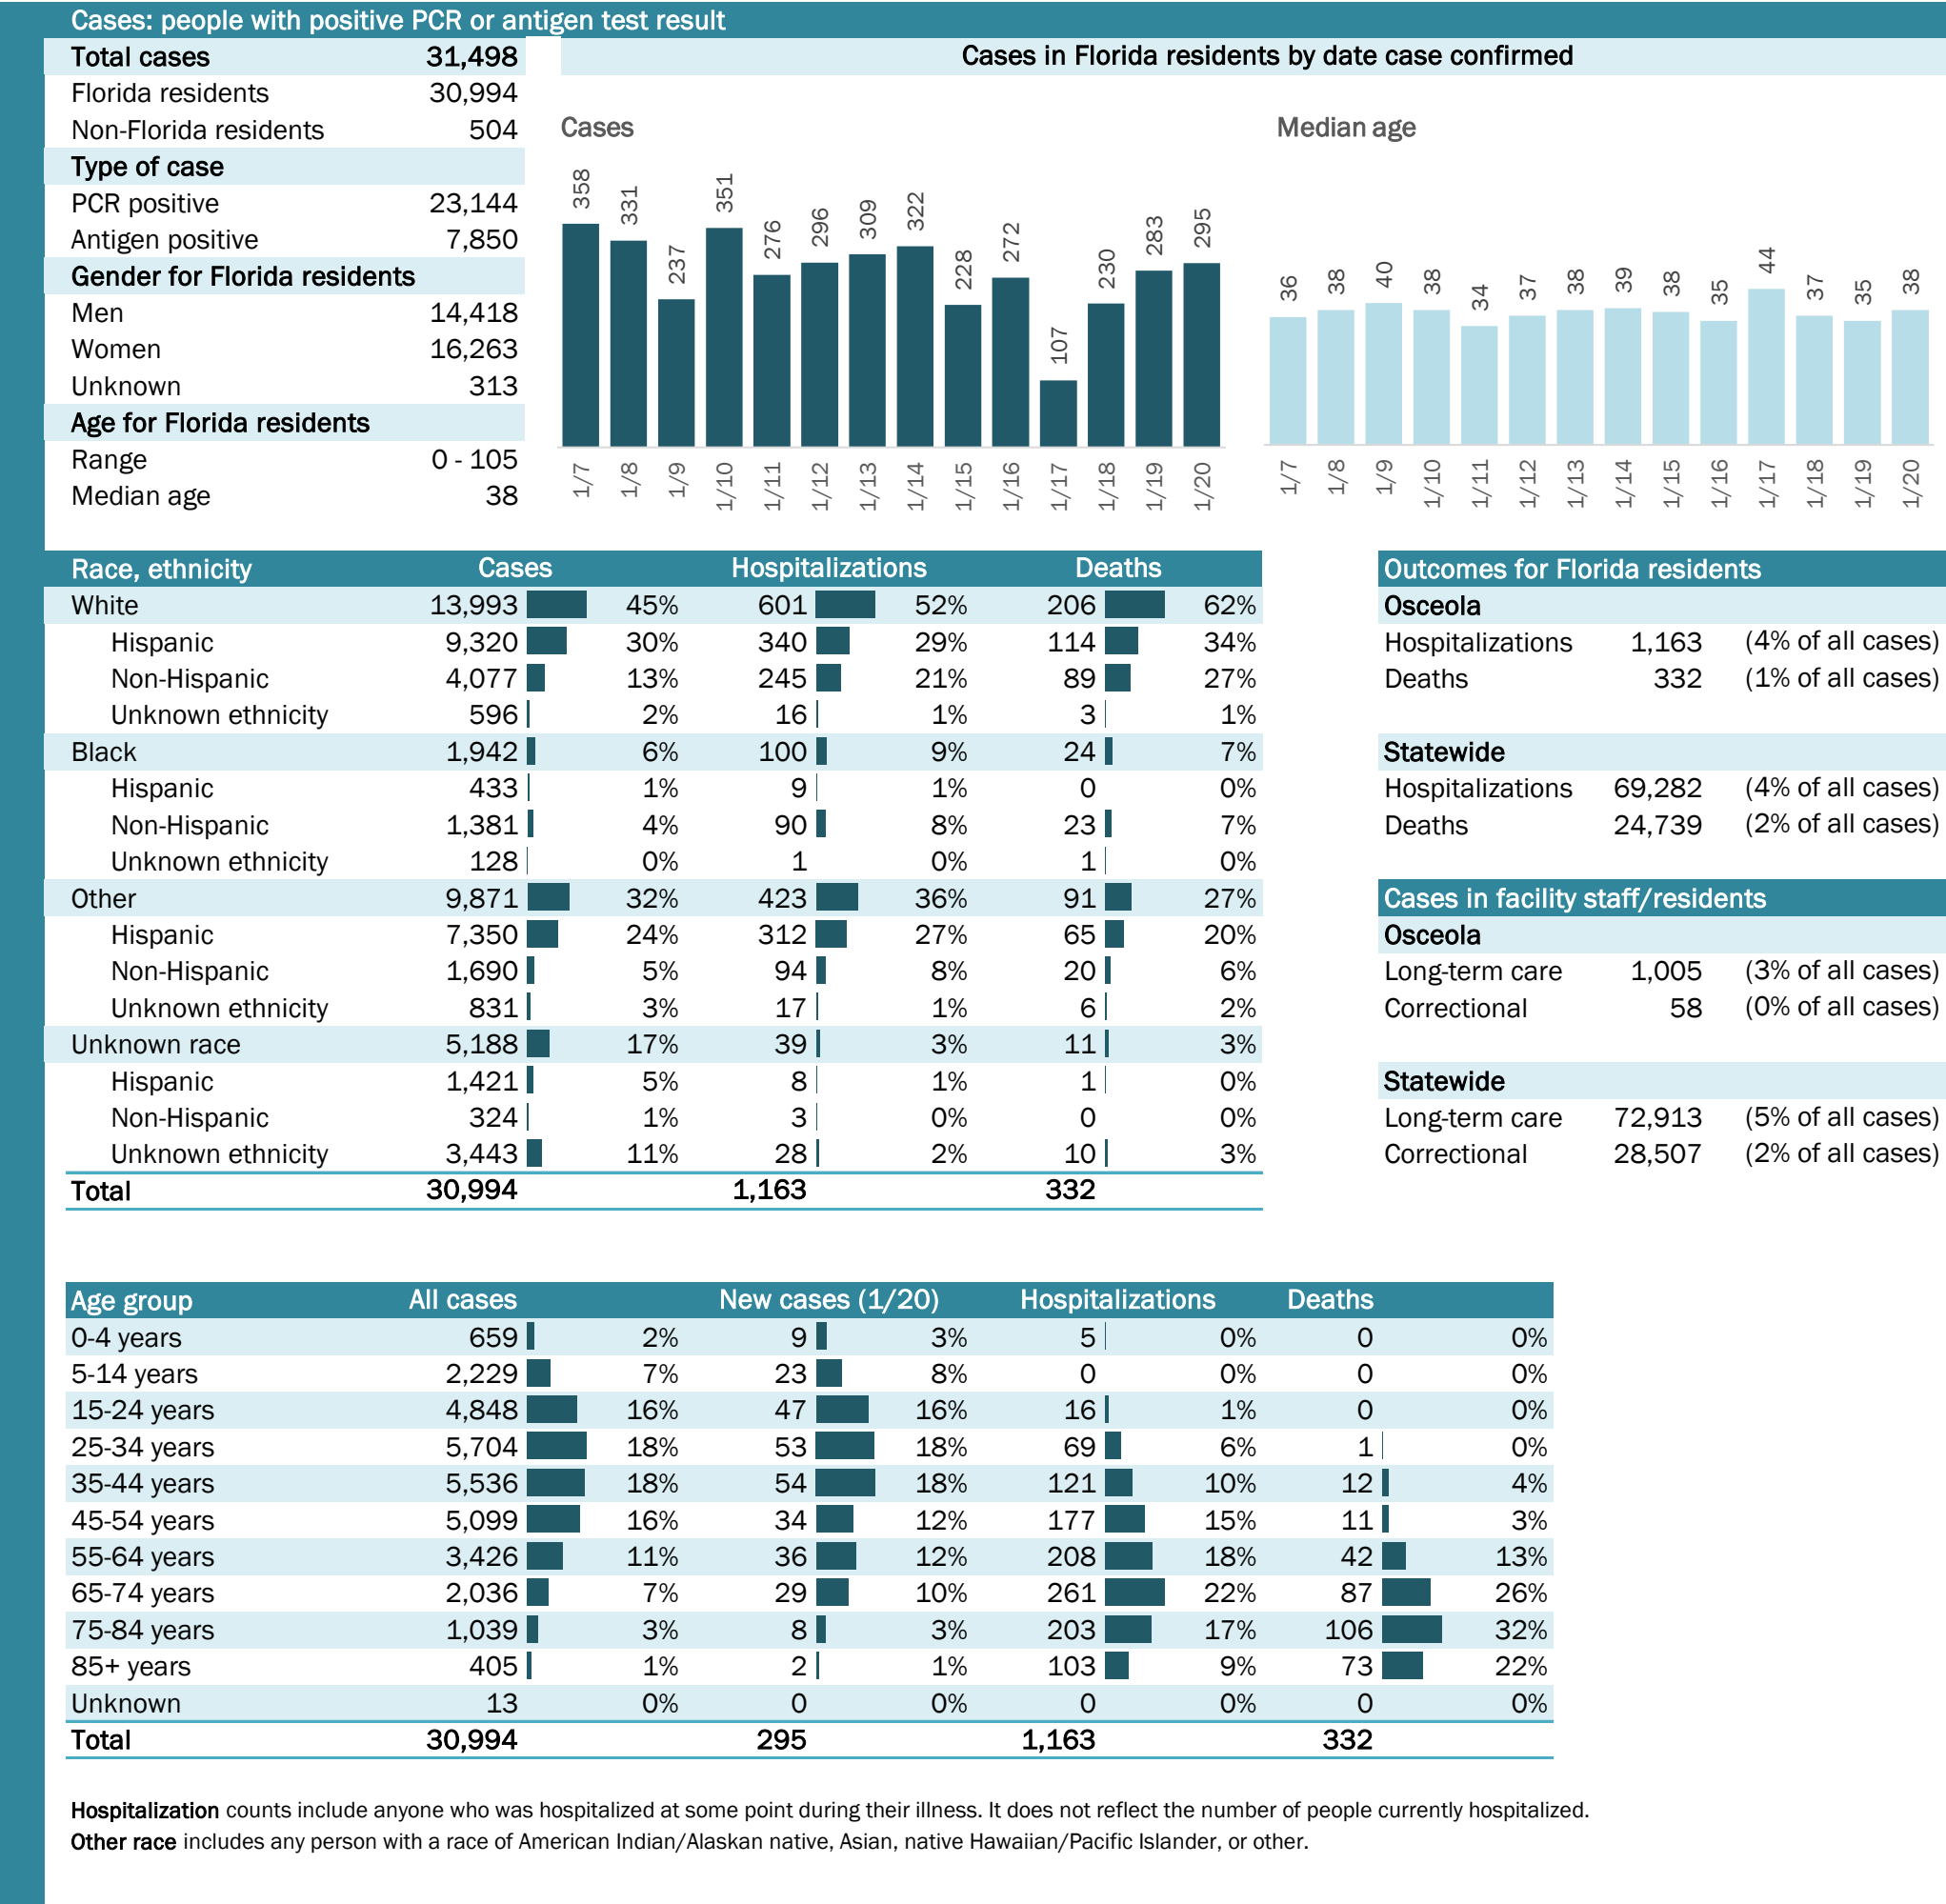 Cases: people with positive PCR or antigen test result
Total cases 31,498
Florida residents 30,994
Non-Florida residents 504
Type of case
PCR positive 23,144
Antigen positive 7,850
Gender for Florida residents
Men 14,418
Women 16,263
Unknown 313
Age for Florida residents
Range 0 - 105
Median age 38
Cases in Florida residents by date case confirmed
Cases
358 331 237 351 276 296 309 322 228 272 107 230 283 295
1/7 1/8 1/9 1/10 1/11 1/12 1/13 1/14 1/15 1/16 1/17 1/18 1/19 1/20
Median age
36 38 40 38 34 37 38 39 38 35 44 37 35 38
1/7 1/8 1/9 1/10 1/11 1/12 1/13 1/14 1/15 1/16 1/17 1/18 1/19 1/20
Race, ethnicity Cases Hospitalizations Deaths
White 13,993 45% 601 52% 206 62%
Hispanic 9,320 30% 340 29% 114 34%
Non-Hispanic 4,077 13% 245 21% 89 27%
Unknown ethnicity 596 2% 16 1% 3 1%
Black 1,942 6% 100 9% 24 7%
Hispanic 433 1% 9 1% 0 0%
Non-Hispanic 1,381 4% 90 8% 23 7%
Unknown ethnicity 128 0% 1 0% 1 0%
Other 9,871 32% 423 36% 91 27%
Hispanic 7,350 24% 312 27% 65 20%
Non-Hispanic 1,690 5% 94 8% 20 6%
Unknown ethnicity 831 3% 17 1% 6 2%
Unknown race 5,188 17% 39 3% 11 3%
Hispanic 1,421 5% 8 1% 1 0%
Non-Hispanic 324 1% 3 0% 0 0%
Unknown ethnicity 3,443 11% 28 2% 10 3%
Total 30,994 1,163 332
Outcomes for Florida residents
Osceola
Hospitalizations 1,163 (4% of all cases)
Deaths 332 (1% of all cases)
Statewide
Hospitalizations 69,282 (4% of all cases)
Deaths 24,739 (2% of all cases)
Cases in facility staff/residents
Osceola
Long-term care 1,005 (3% of all cases)
Correctional 58 (0% of all cases)
Statewide
Long-term care 72,913 (5% of all cases)
Correctional 28,507 (2% of all cases)
Age group All cases New cases (1/20) Hospitalizations Deaths
0-4 years 659 2% 9 3% 5 0% 0 0%
5-14 years 2,229 7% 23 8% 0 0% 0 0%
15-24 years 4,848 16% 47 16% 16 1% 0 0%
25-34 years 5,704 18% 53 18% 69 6% 1 0%
35-44 years 5,536 18% 54 18% 121 10% 12 4%
45-54 years 5,099 16% 34 12% 177 15% 11 3%
55-64 years 3,426 11% 36 12% 208 18% 42 13%
65-74 years 2,036 7% 29 10% 261 22% 87 26%
75-84 years 1,039 3% 8 3% 203 17% 106 32%
85+ years 405 1% 2 1% 103 9% 73 22%
Unknown 13 0% 0 0% 0 0% 0 0%
Total 30,994 295 1,163 332
Hospitalization counts include anyone who was hospitalized at some point during their illness. It does not reflect the number of people currently hospitalized.
Other race includes any person with a race of American Indian/Alaskan native, Asian, native Hawaiian/Pacific Islander, or other.